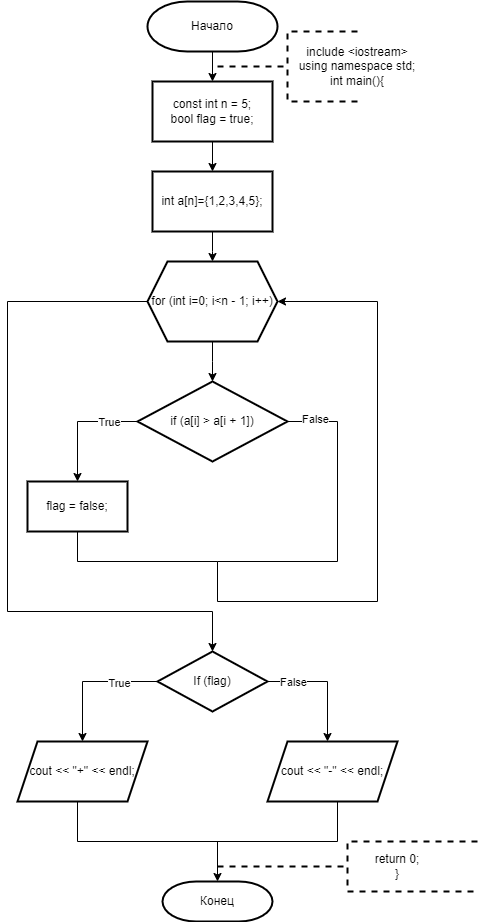 Начало
include <iostream>
using namespace std;
int main(){
const int n = 5;
bool flag = true;
int a[n]={1,2,3,4,5};
for (int i=0; i<n - 1; i++)
if (a[i] > a[i + 1])
True
False
flag = false;
If (flag)
True
False
cout << "+" << endl;
cout << "-" << endl;
return 0;
}
Конец